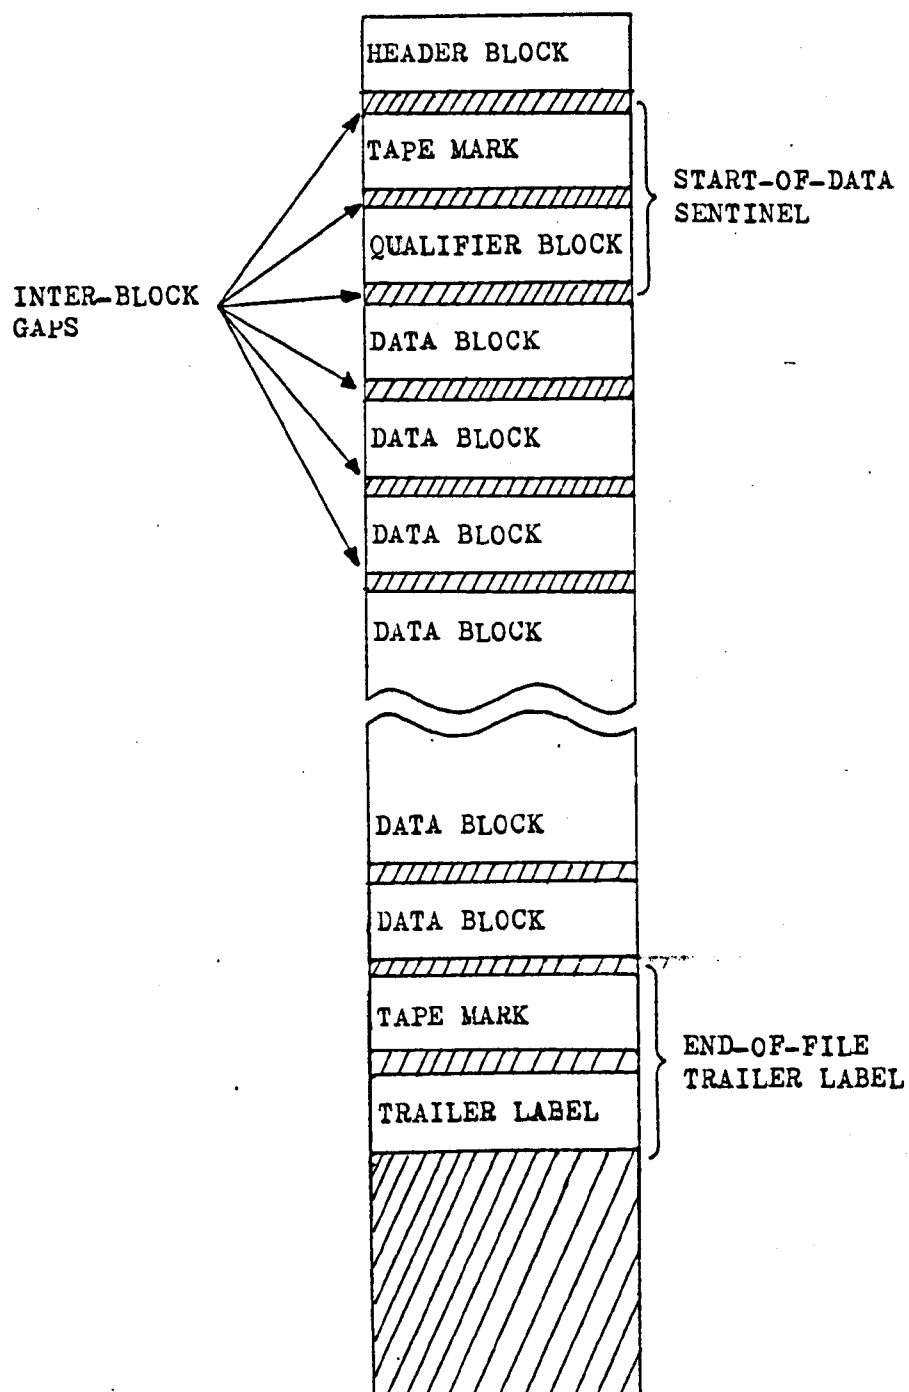 HEADER BLOCK
TAPE MARK
START-OF-DATA
SENTINEL
QUALIFIER BLOCK
INTER-BLOCK
GAPS
DATA BLOCK
DATA BLOCK
DATA BLOCK
DATA BLOCK
DATA BLOCK
DATA BLOCK
TAPE MARK
END-OF-FILE
TRAILER LABEL
TRAILER LABEL